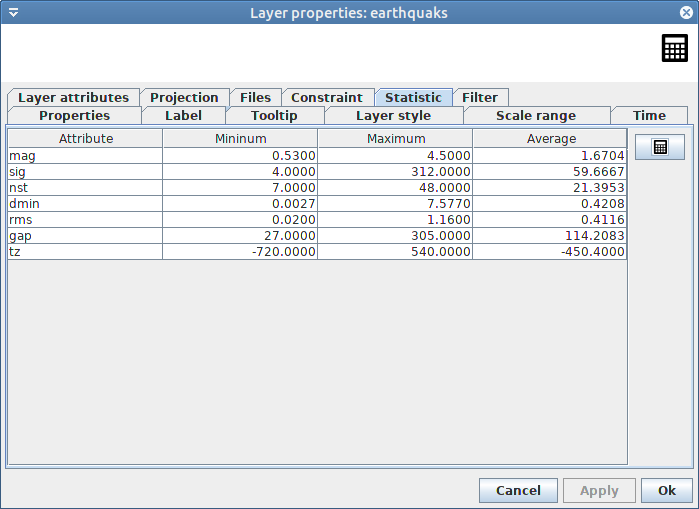 Layer properties: earthquaks
Layer attributes Projection Files Constraint Statistic Filter
Properties Label Tooltip Layer style Scale range Time
Attribute Mininum Maximum Average
mag 0.5300 4.5000 1.6704
sig 4.0000 312.0000 59.6667
nst 7.0000 48.0000 21.3953
dmin 0.0027 7.5770 0.4208
rms 0.0200 1.1600 0.4116
gap 27.0000 305.0000 114.2083
tz -720.0000 540.0000 -450.4000
Cancel Apply Ok